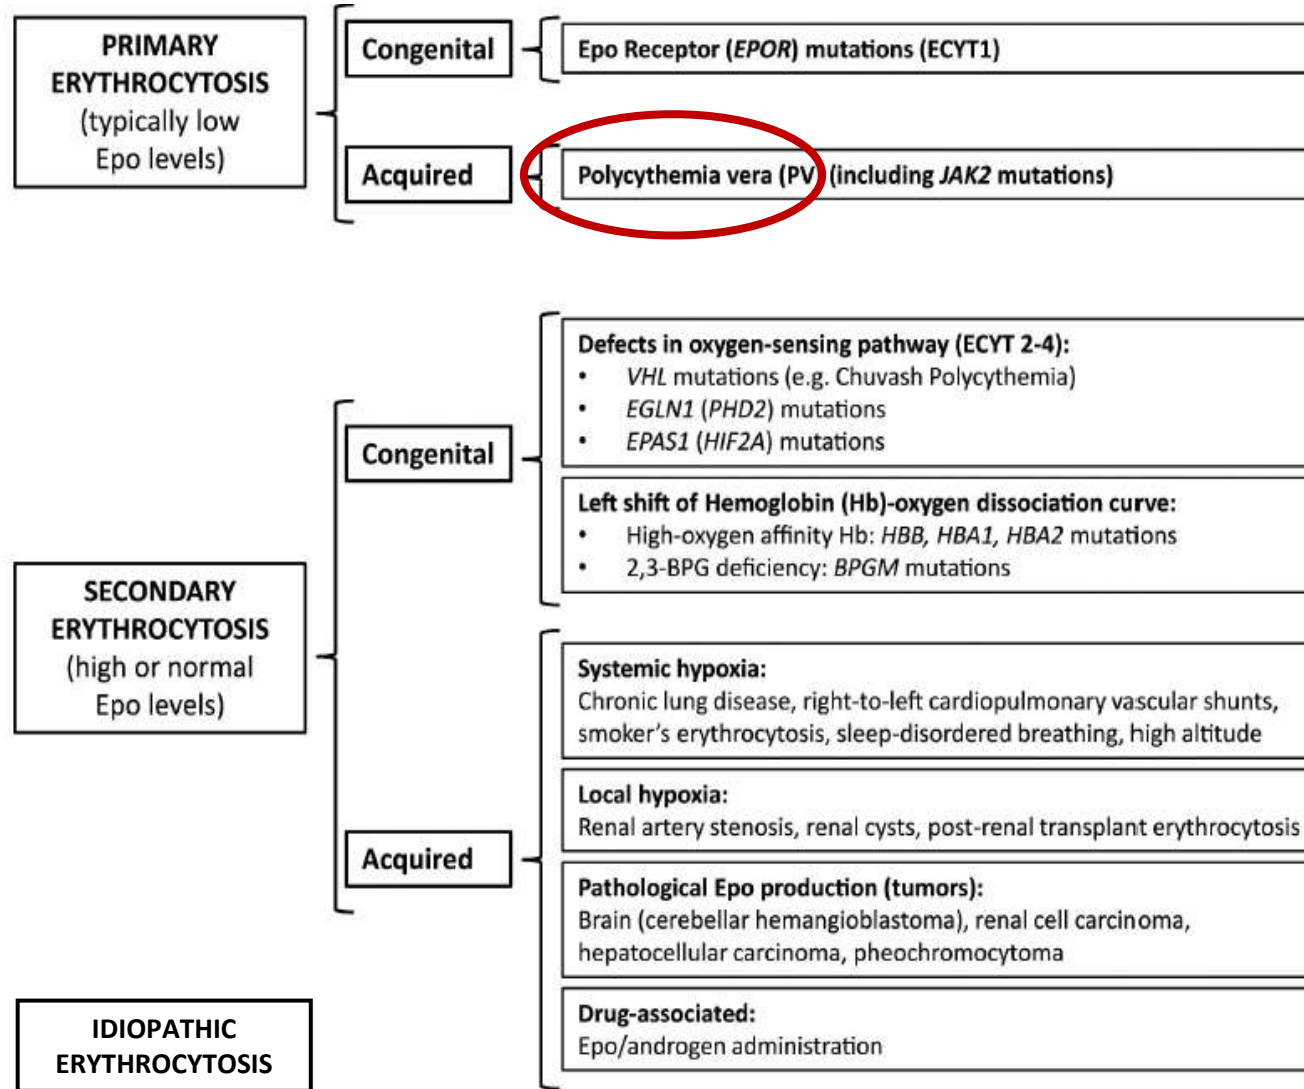 PRIMARY
ERYTHROCYTOSIS
(typically low
Epo levels)
Congenital
Epo Receptor (EPOR) mutations (ECYT1)
Acquired
Polycythemia vera (PV) (including JAK2 mutations)
SECONDARY
ERYTHROCYTOSIS
(high or normal
Epo levels)
Congenital
Defects in oxygen-sensing pathway (ECYT 2-4):
• VHL mutations (e.g. Chuvash Polycythemia)
• EGLN1 (PHD2) mutations
• EPAS1 (HIF2A) mutations
Left shift of Hemoglobin (Hb)-oxygen dissociation curve:
• High-oxygen affinity Hb: HBB, HBA1, HBA2 mutations
• 2,3-BPG deficiency: BPGM mutations
Acquired
Systemic hypoxia:
Chronic lung disease, right-to-left cardiopulmonary vascular shunts,
smoker's erythrocytosis, sleep-disordered breathing, high altitude
Local hypoxia:
Renal artery stenosis, renal cysts, post-renal transplant erythrocytosis
Pathological Epo production (tumors):
Brain (cerebellar hemangioblastoma), renal cell carcinoma,
hepatocellular carcinoma, pheochromocytoma
Drug-associated:
Epo/androgen administration
IDIOPATHIC
ERYTHROCYTOSIS